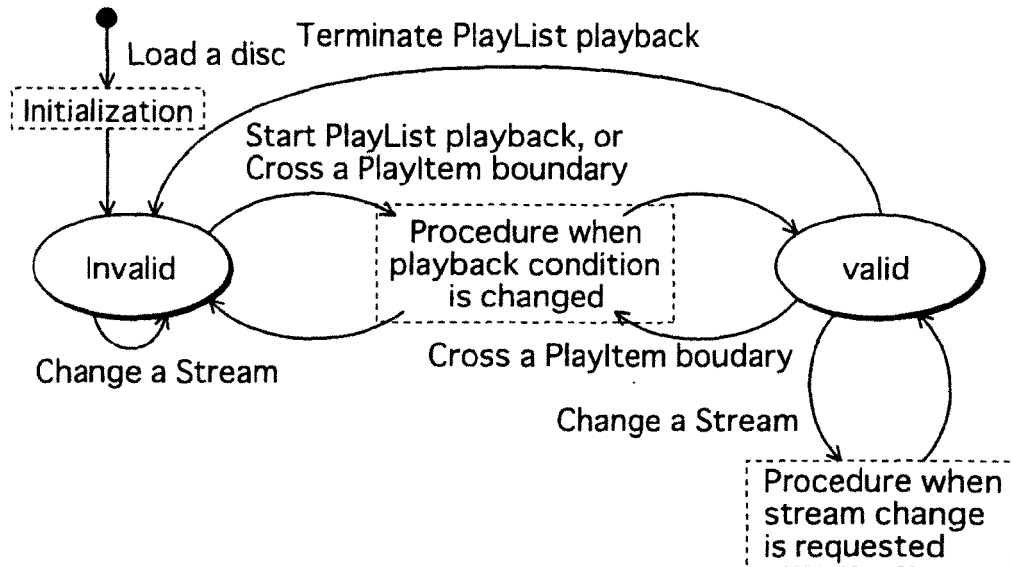 Terminate PlayList playback
Load a disc
Initialization
Start PlayList playback, or
Cross a PlayItem boundary
Invalid
Procedure when
playback condition
is changed
valid
Change a Stream
Cross a PlayItem boudary
Change a Stream
Procedure when
stream change
is requested